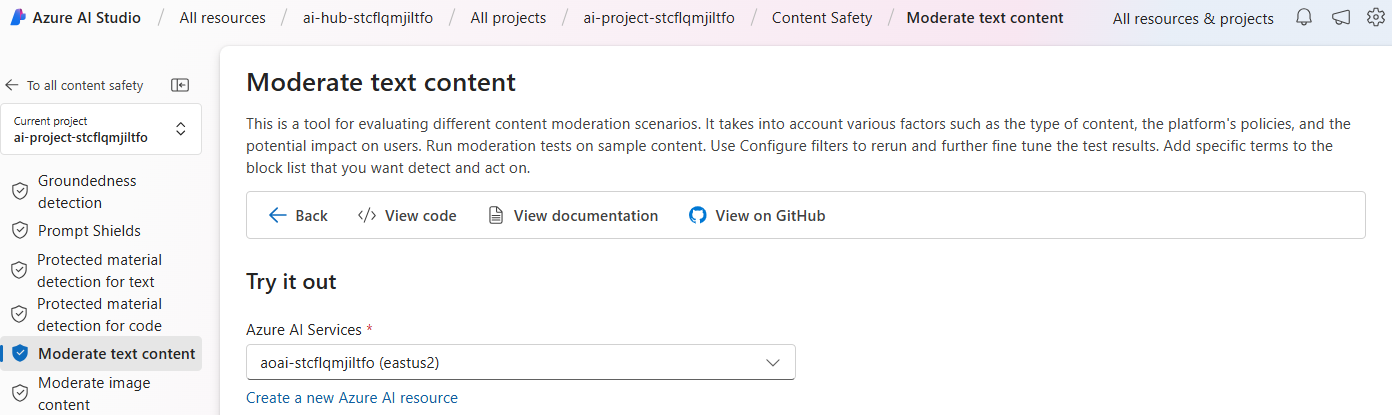 Azure AI Studio / All resources / ai-hub-stcflqmjiltfo / All projects / ai-project-stcflqmjiltfo / Content Safety / Moderate text content All resources & projects
To all content safety
Current project
ai-project-stcflqmjiltfo
Groundedness
detection
Prompt Shields
Protected material
detection for text
Protected material
detection for code
Moderate text content
Moderate image
content
Moderate text content
This is a tool for evaluating different content moderation scenarios. It takes into account various factors such as the type of content, the platform's policies, and the
potential impact on users. Run moderation tests on sample content. Use Configure filters to rerun and further fine tune the test results. Add specific terms to the
block list that you want detect and act on.
Back </> View code View documentation View on GitHub
Try it out
Azure AI Services *
aoai-stcflqmjiltfo (eastus2)
Create a new Azure AI resource